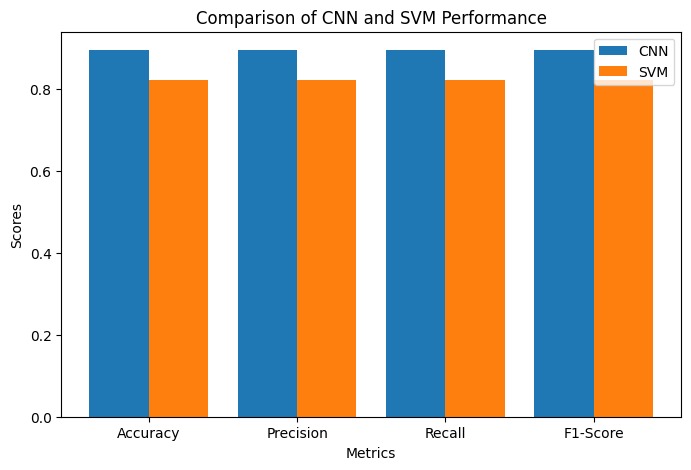 Comparison of CNN and SVM Performance
CNN
SVM
Scores
0.8
0.6
0.4
0.2
0.0
Accuracy
Precision
Recall
F1-Score
Metrics